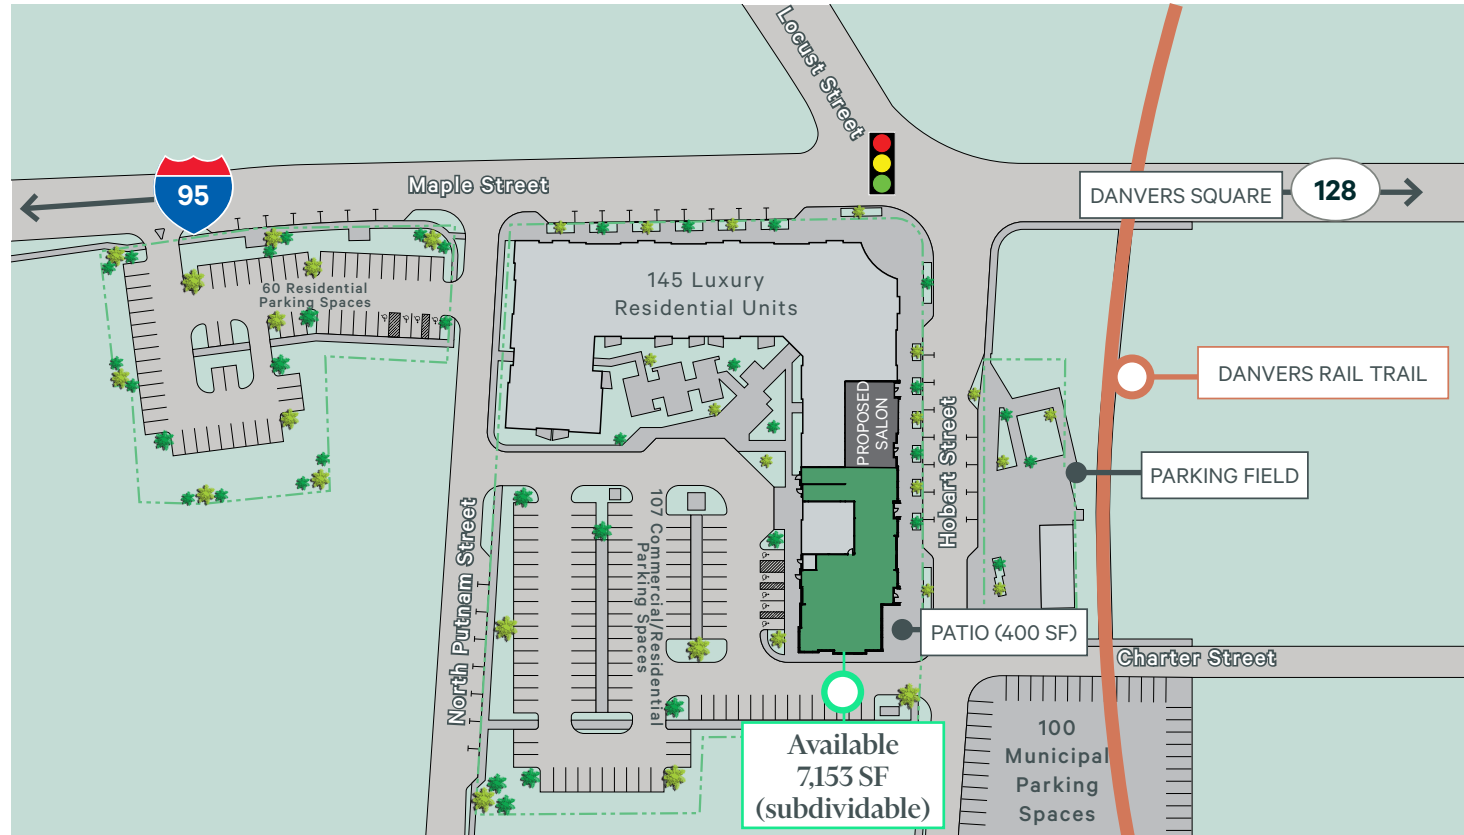 Locust Street
95
Maple Street
DANVERS SQUARE
128
145 Luxury
Residential Units
60 Residential
Parking Spaces
DANVERS RAIL TRAIL
PROPOSED
SALON
Hobart Street
PARKING FIELD
North Putnam Street
107 Commercial/Residential
Parking Spaces
PATIO (400 SF)
Charter Street
Available
7,153 SF
(subdividable)
100
Municipal
Parking
Spaces